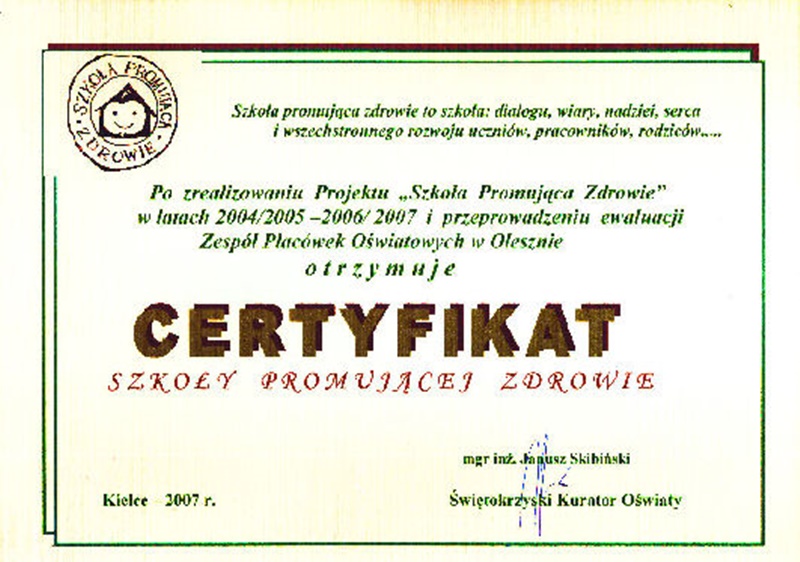 SZKOŁA PROMUJĄCA
ZDROWIE
Szkoła promująca zdrowie to szkoła: dialogu, wiary, nadziei, serca
i wszechstronnego rozwoju uczniów, pracowników, rodziców.....
Po zrealizowaniu Projektu „Szkoła Promująca Zdrowie"
w latach 2004/2005 –2006/ 2007 i przeprowadzeniu ewaluacji
Zespół Placówek Oświatowych w Olesznie
otrzymuje
CERTYFIKAT
SZKOŁY PROMUJĄCEJ ZDROWIE
mgr inż. Janusz Skibiński
Kielce – 2007 r.
Świętokrzyski Kurator Oświaty